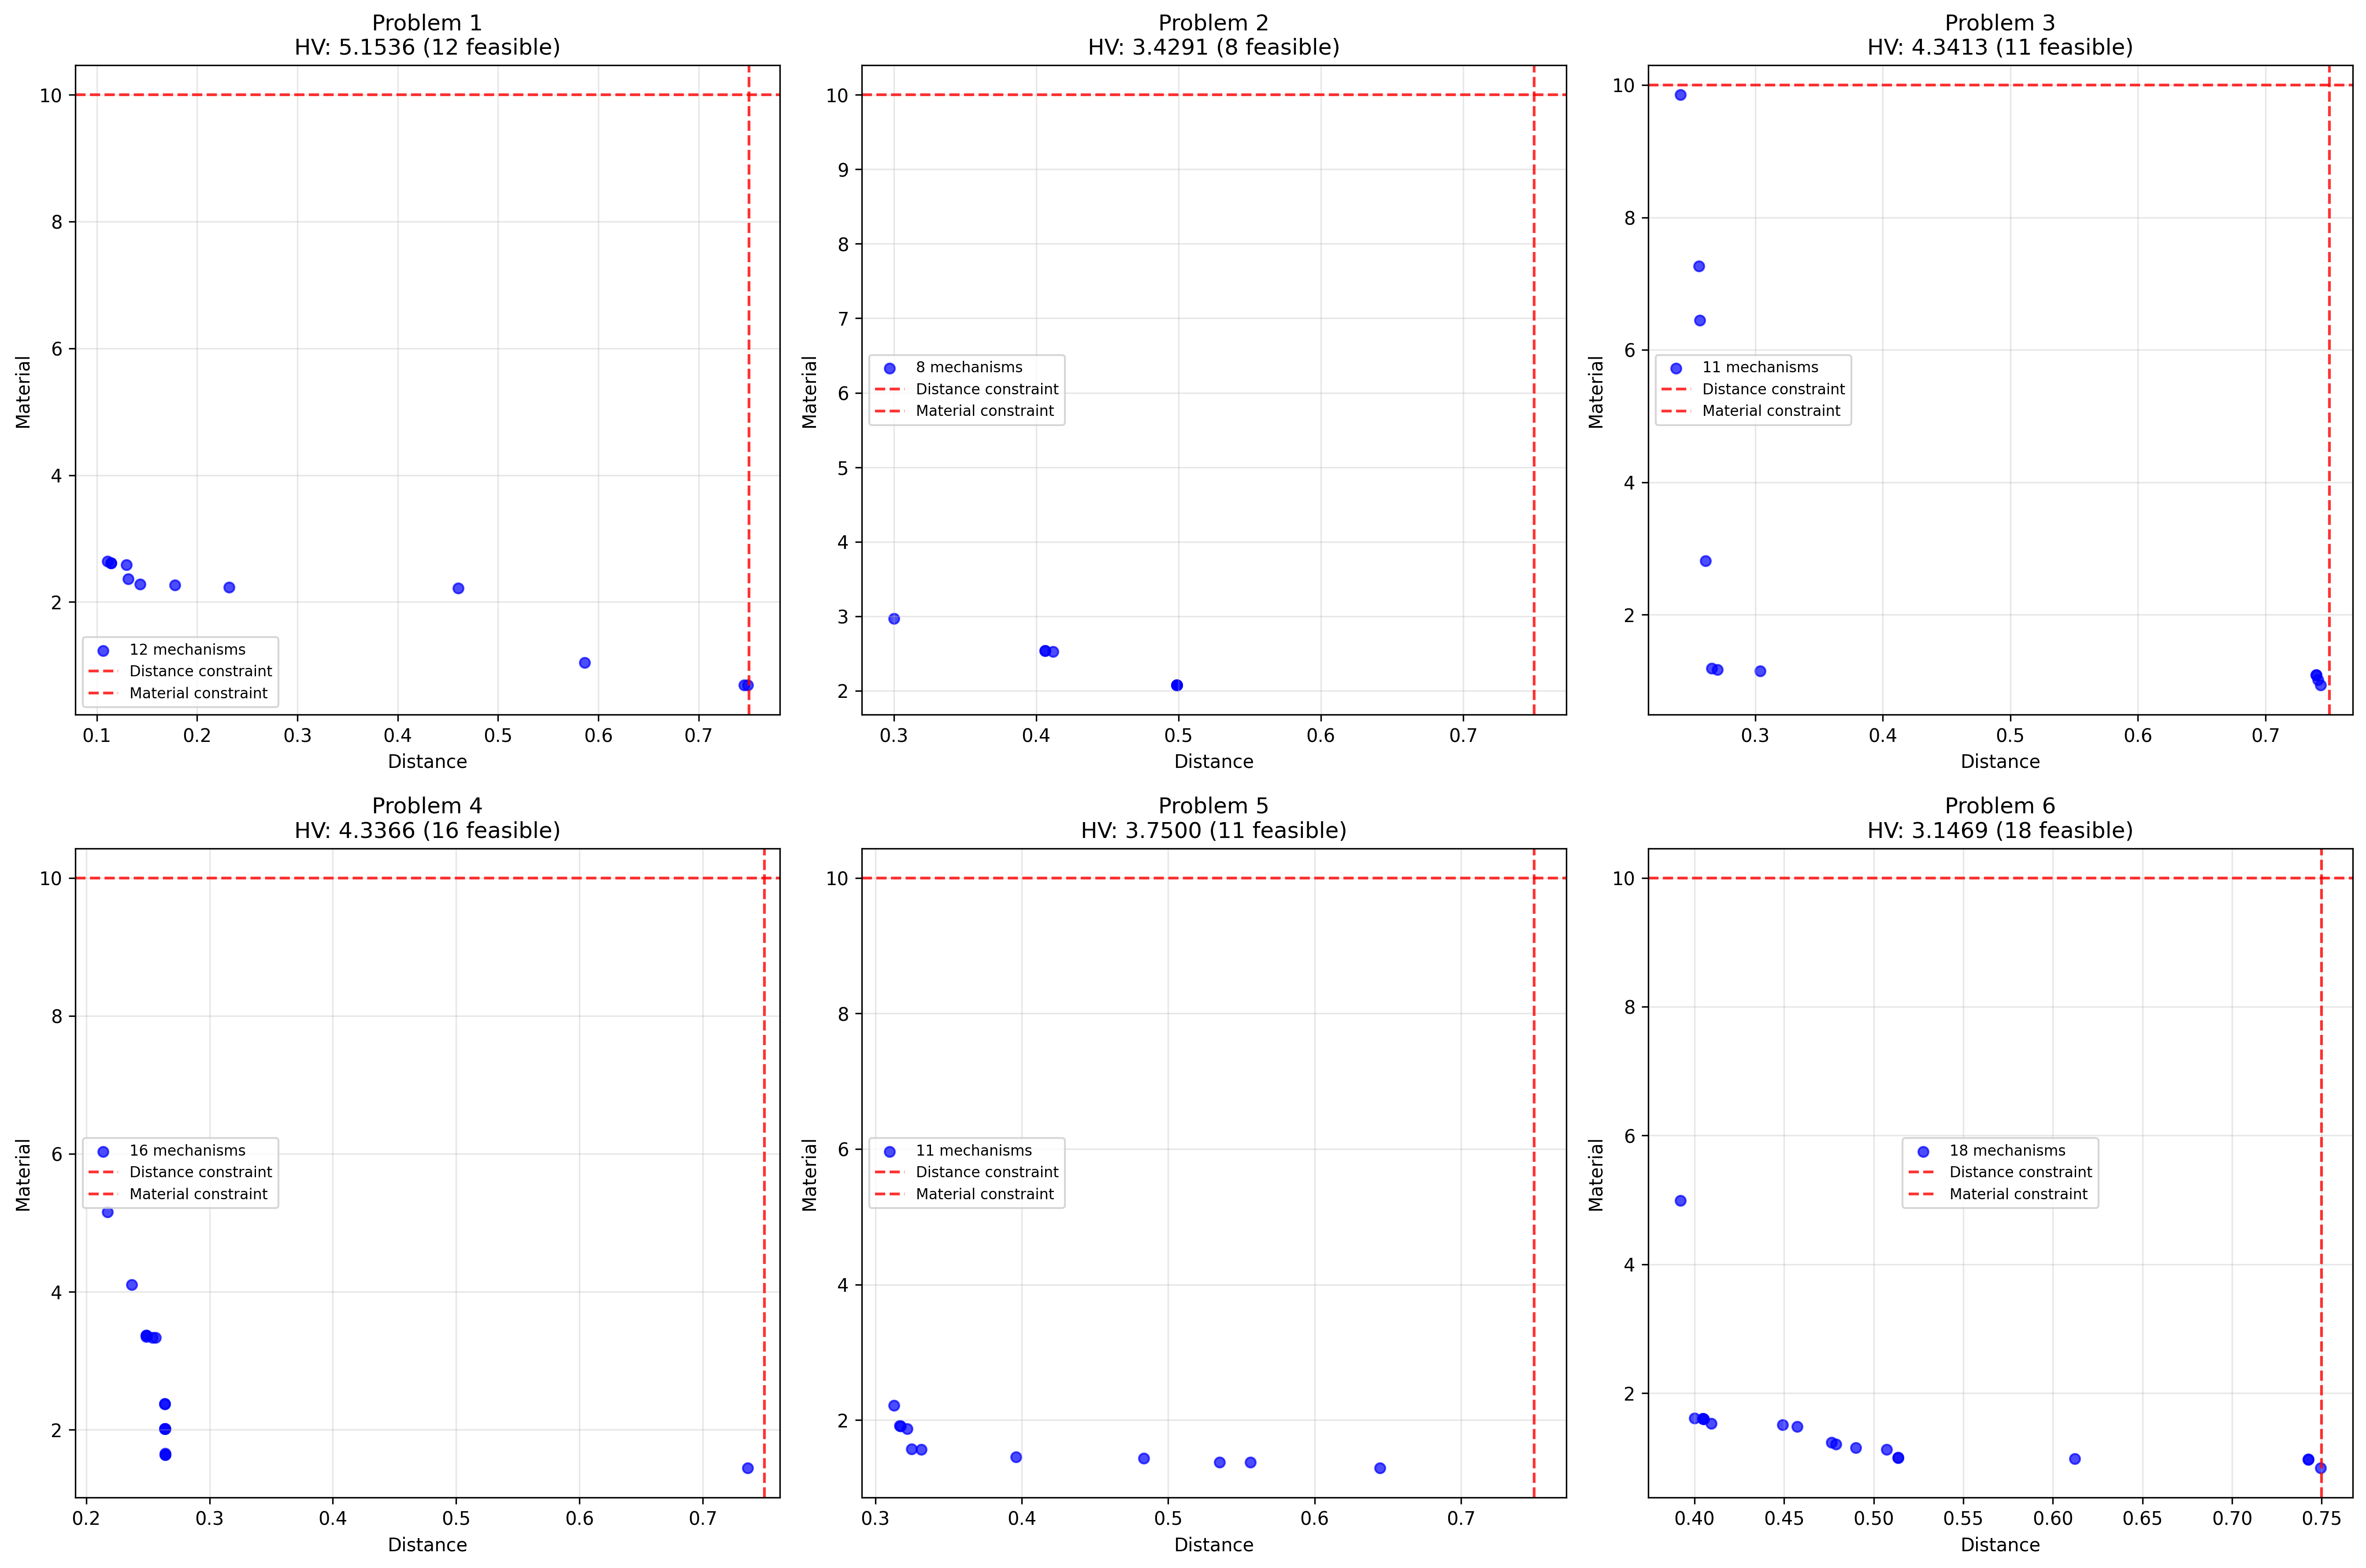 Problem 1
HV: 5.1536 (12 feasible)
10
8
6
4
2
Material
12 mechanisms
Distance constraint
Material constraint
0.1 0.2 0.3 0.4 0.5 0.6 0.7
Distance
Problem 2
HV: 3.4291 (8 feasible)
10
9
8
7
6
5
4
3
2
Material
8 mechanisms
Distance constraint
Material constraint
0.3 0.4 0.5 0.6 0.7
Distance
Problem 3
HV: 4.3413 (11 feasible)
10
8
6
4
2
Material
11 mechanisms
Distance constraint
Material constraint
0.3 0.4 0.5 0.6 0.7
Distance
Problem 4
HV: 4.3366 (16 feasible)
10
8
6
4
2
Material
16 mechanisms
Distance constraint
Material constraint
0.2 0.3 0.4 0.5 0.6 0.7
Distance
Problem 5
HV: 3.7500 (11 feasible)
10
8
6
4
2
Material
11 mechanisms
Distance constraint
Material constraint
0.3 0.4 0.5 0.6 0.7
Distance
Problem 6
HV: 3.1469 (18 feasible)
10
8
6
4
2
Material
18 mechanisms
Distance constraint
Material constraint
0.40 0.45 0.50 0.55 0.60 0.65 0.70 0.75
Distance